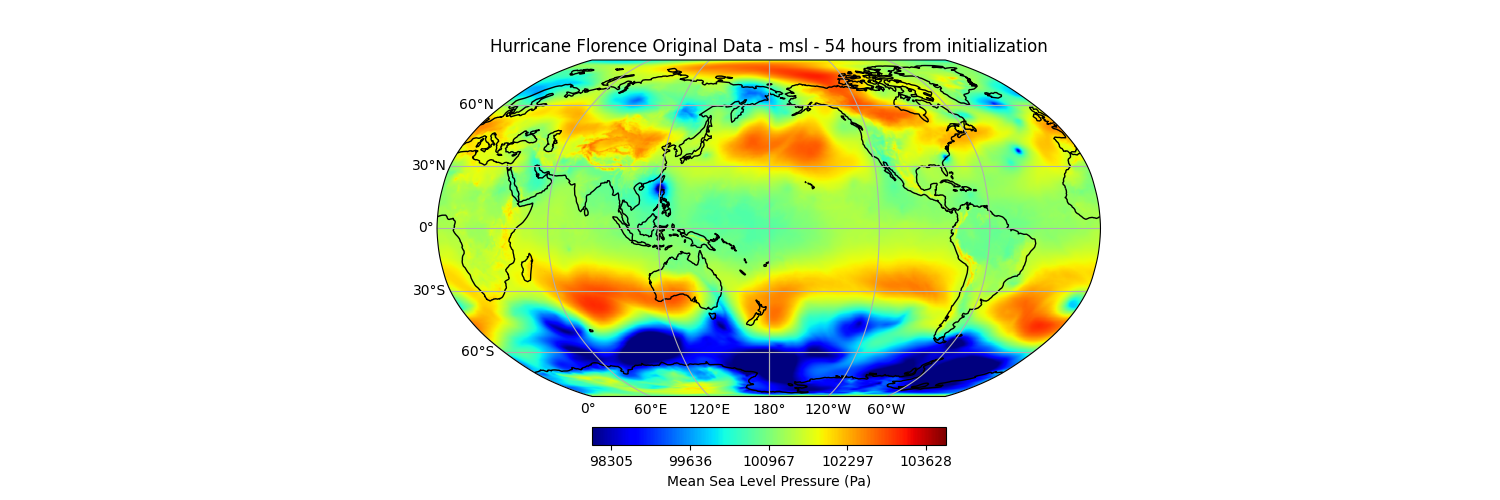 Hurricane Florence Original Data - msl - 54 hours from initialization
60°N
30°N
0°
30°S
60°S
0° 60°E 120°E 180° 120°W 60°W
98305 99636 100967 102297 103628
Mean Sea Level Pressure (Pa)